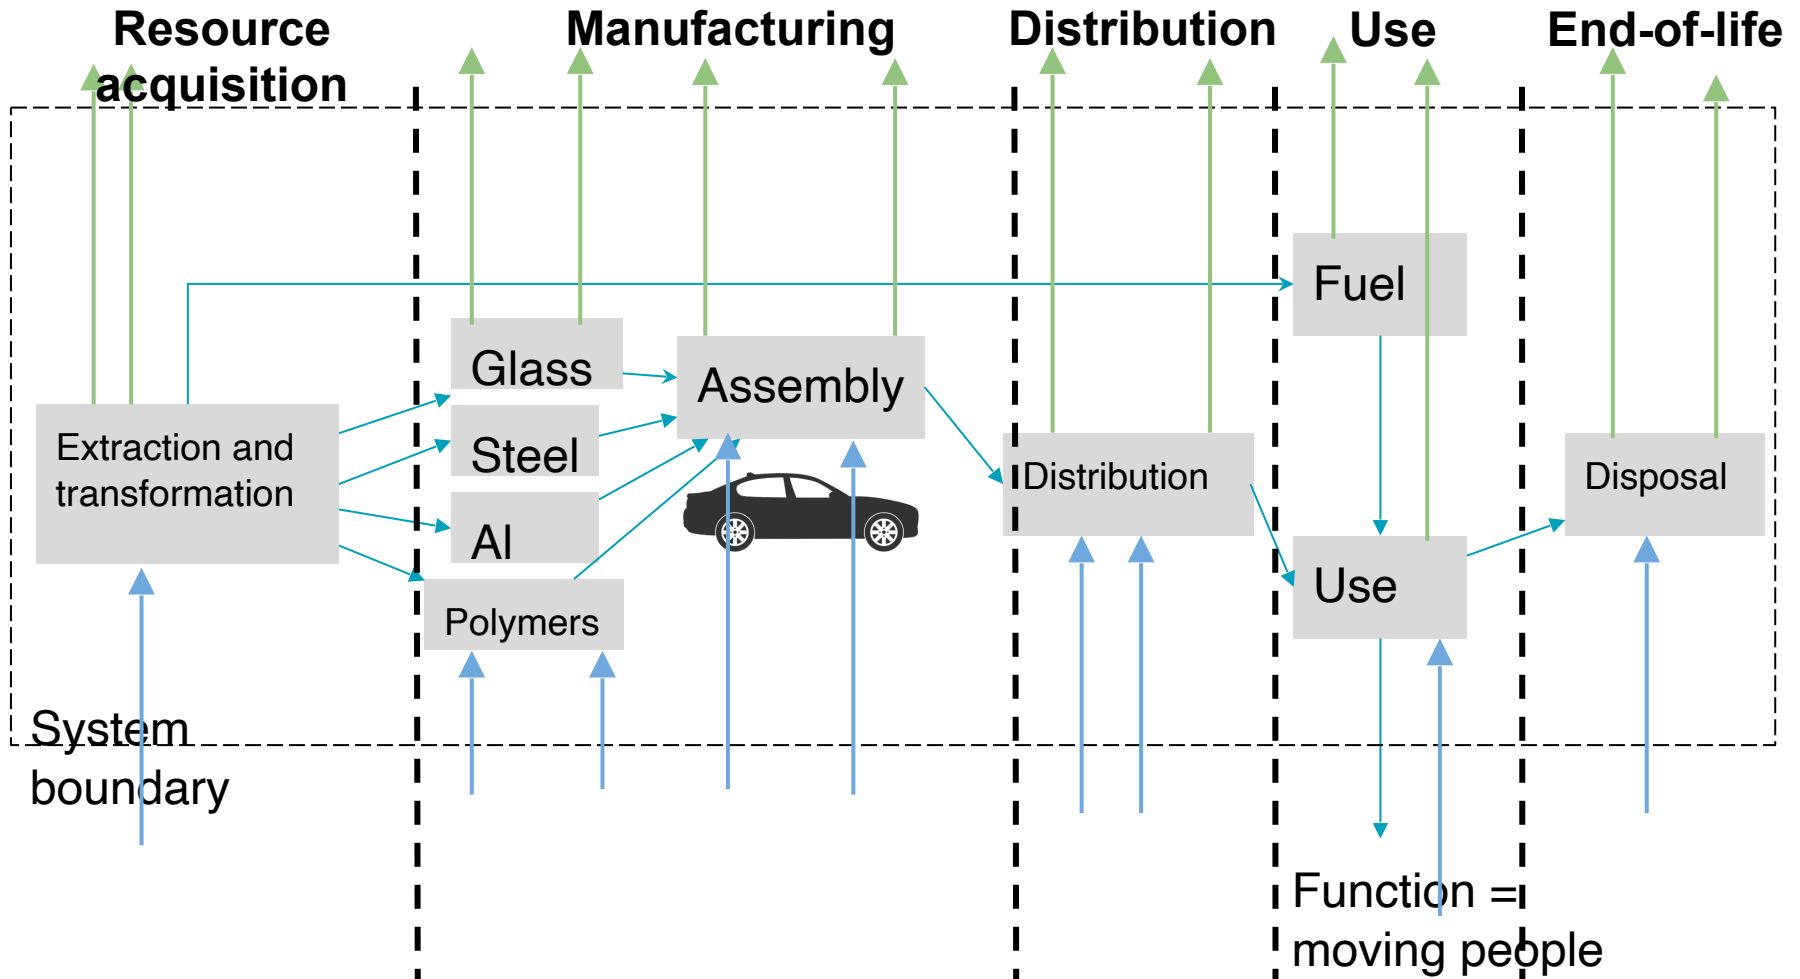 Resource
acquisition
Manufacturing
Distribution
Use
End-of-life
Fuel
Glass
Assembly
Steel
Extraction and
transformation
Al
Polymers
Distribution
Disposal
Use
System
boundary
Function =
moving people